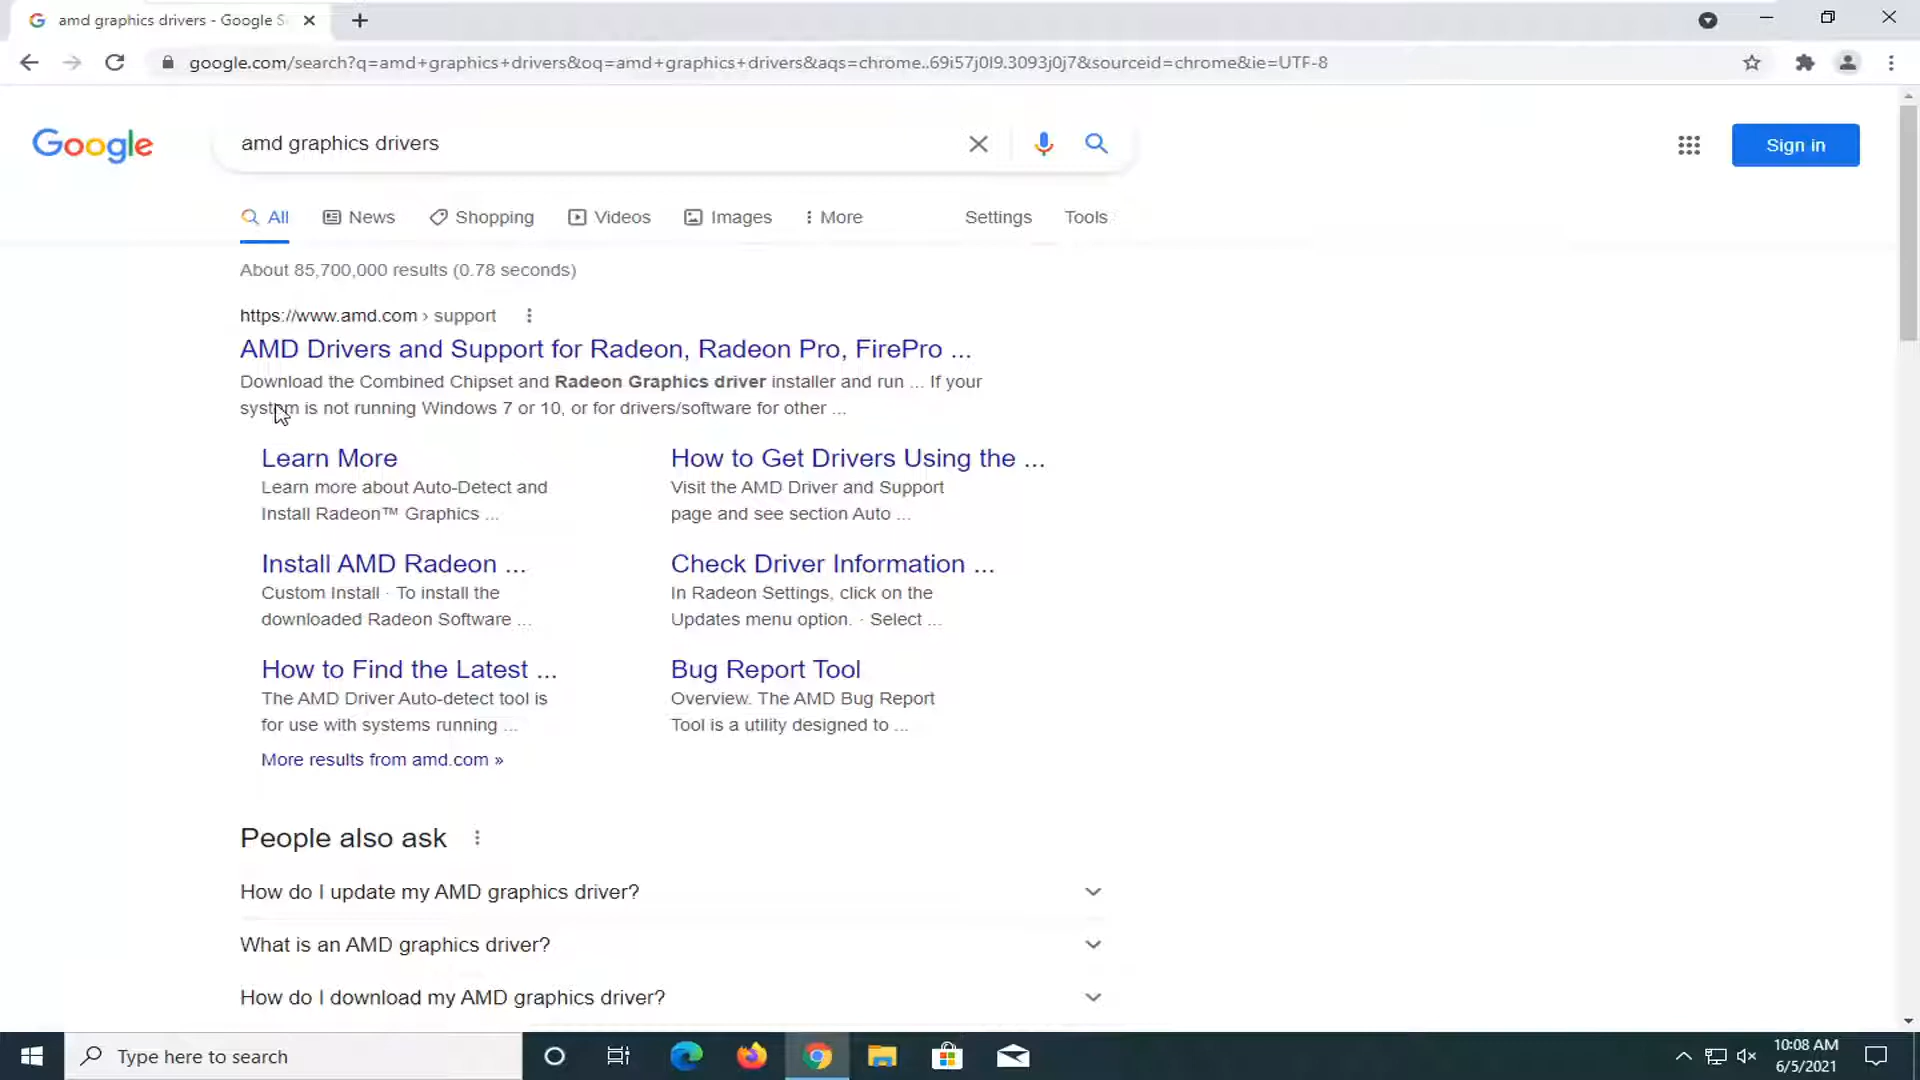 amd graphics drivers - Google S
google.com/search?q=amd+graphics+drivers&oq=amd+graphics+drivers&aqs=chrome..69i57j0l9.3093j0j7&sourceid=chrome&ie=UTF-8
Google
amd graphics drivers
Sign in
All
News
Shopping
Videos
Images
More
Settings
Tools
About 85,700,000 results (0.78 seconds)
https://www.amd.com › support
AMD Drivers and Support for Radeon, Radeon Pro, FirePro ...
Download the Combined Chipset and Radeon Graphics driver installer and run ... If your
system is not running Windows 7 or 10, or for drivers/software for other ...
Learn More
Learn more about Auto-Detect and
Install Radeon™ Graphics ...
How to Get Drivers Using the ...
Visit the AMD Driver and Support
page and see section Auto ...
Install AMD Radeon ...
Custom Install · To install the
downloaded Radeon Software ...
Check Driver Information ...
In Radeon Settings, click on the
Updates menu option. · Select ...
How to Find the Latest ...
The AMD Driver Auto-detect tool is
for use with systems running ...
Bug Report Tool
Overview. The AMD Bug Report
Tool is a utility designed to ...
More results from amd.com »
People also ask
How do I update my AMD graphics driver?
What is an AMD graphics driver?
How do I download my AMD graphics driver?
Type here to search
10:08 AM
6/5/2021